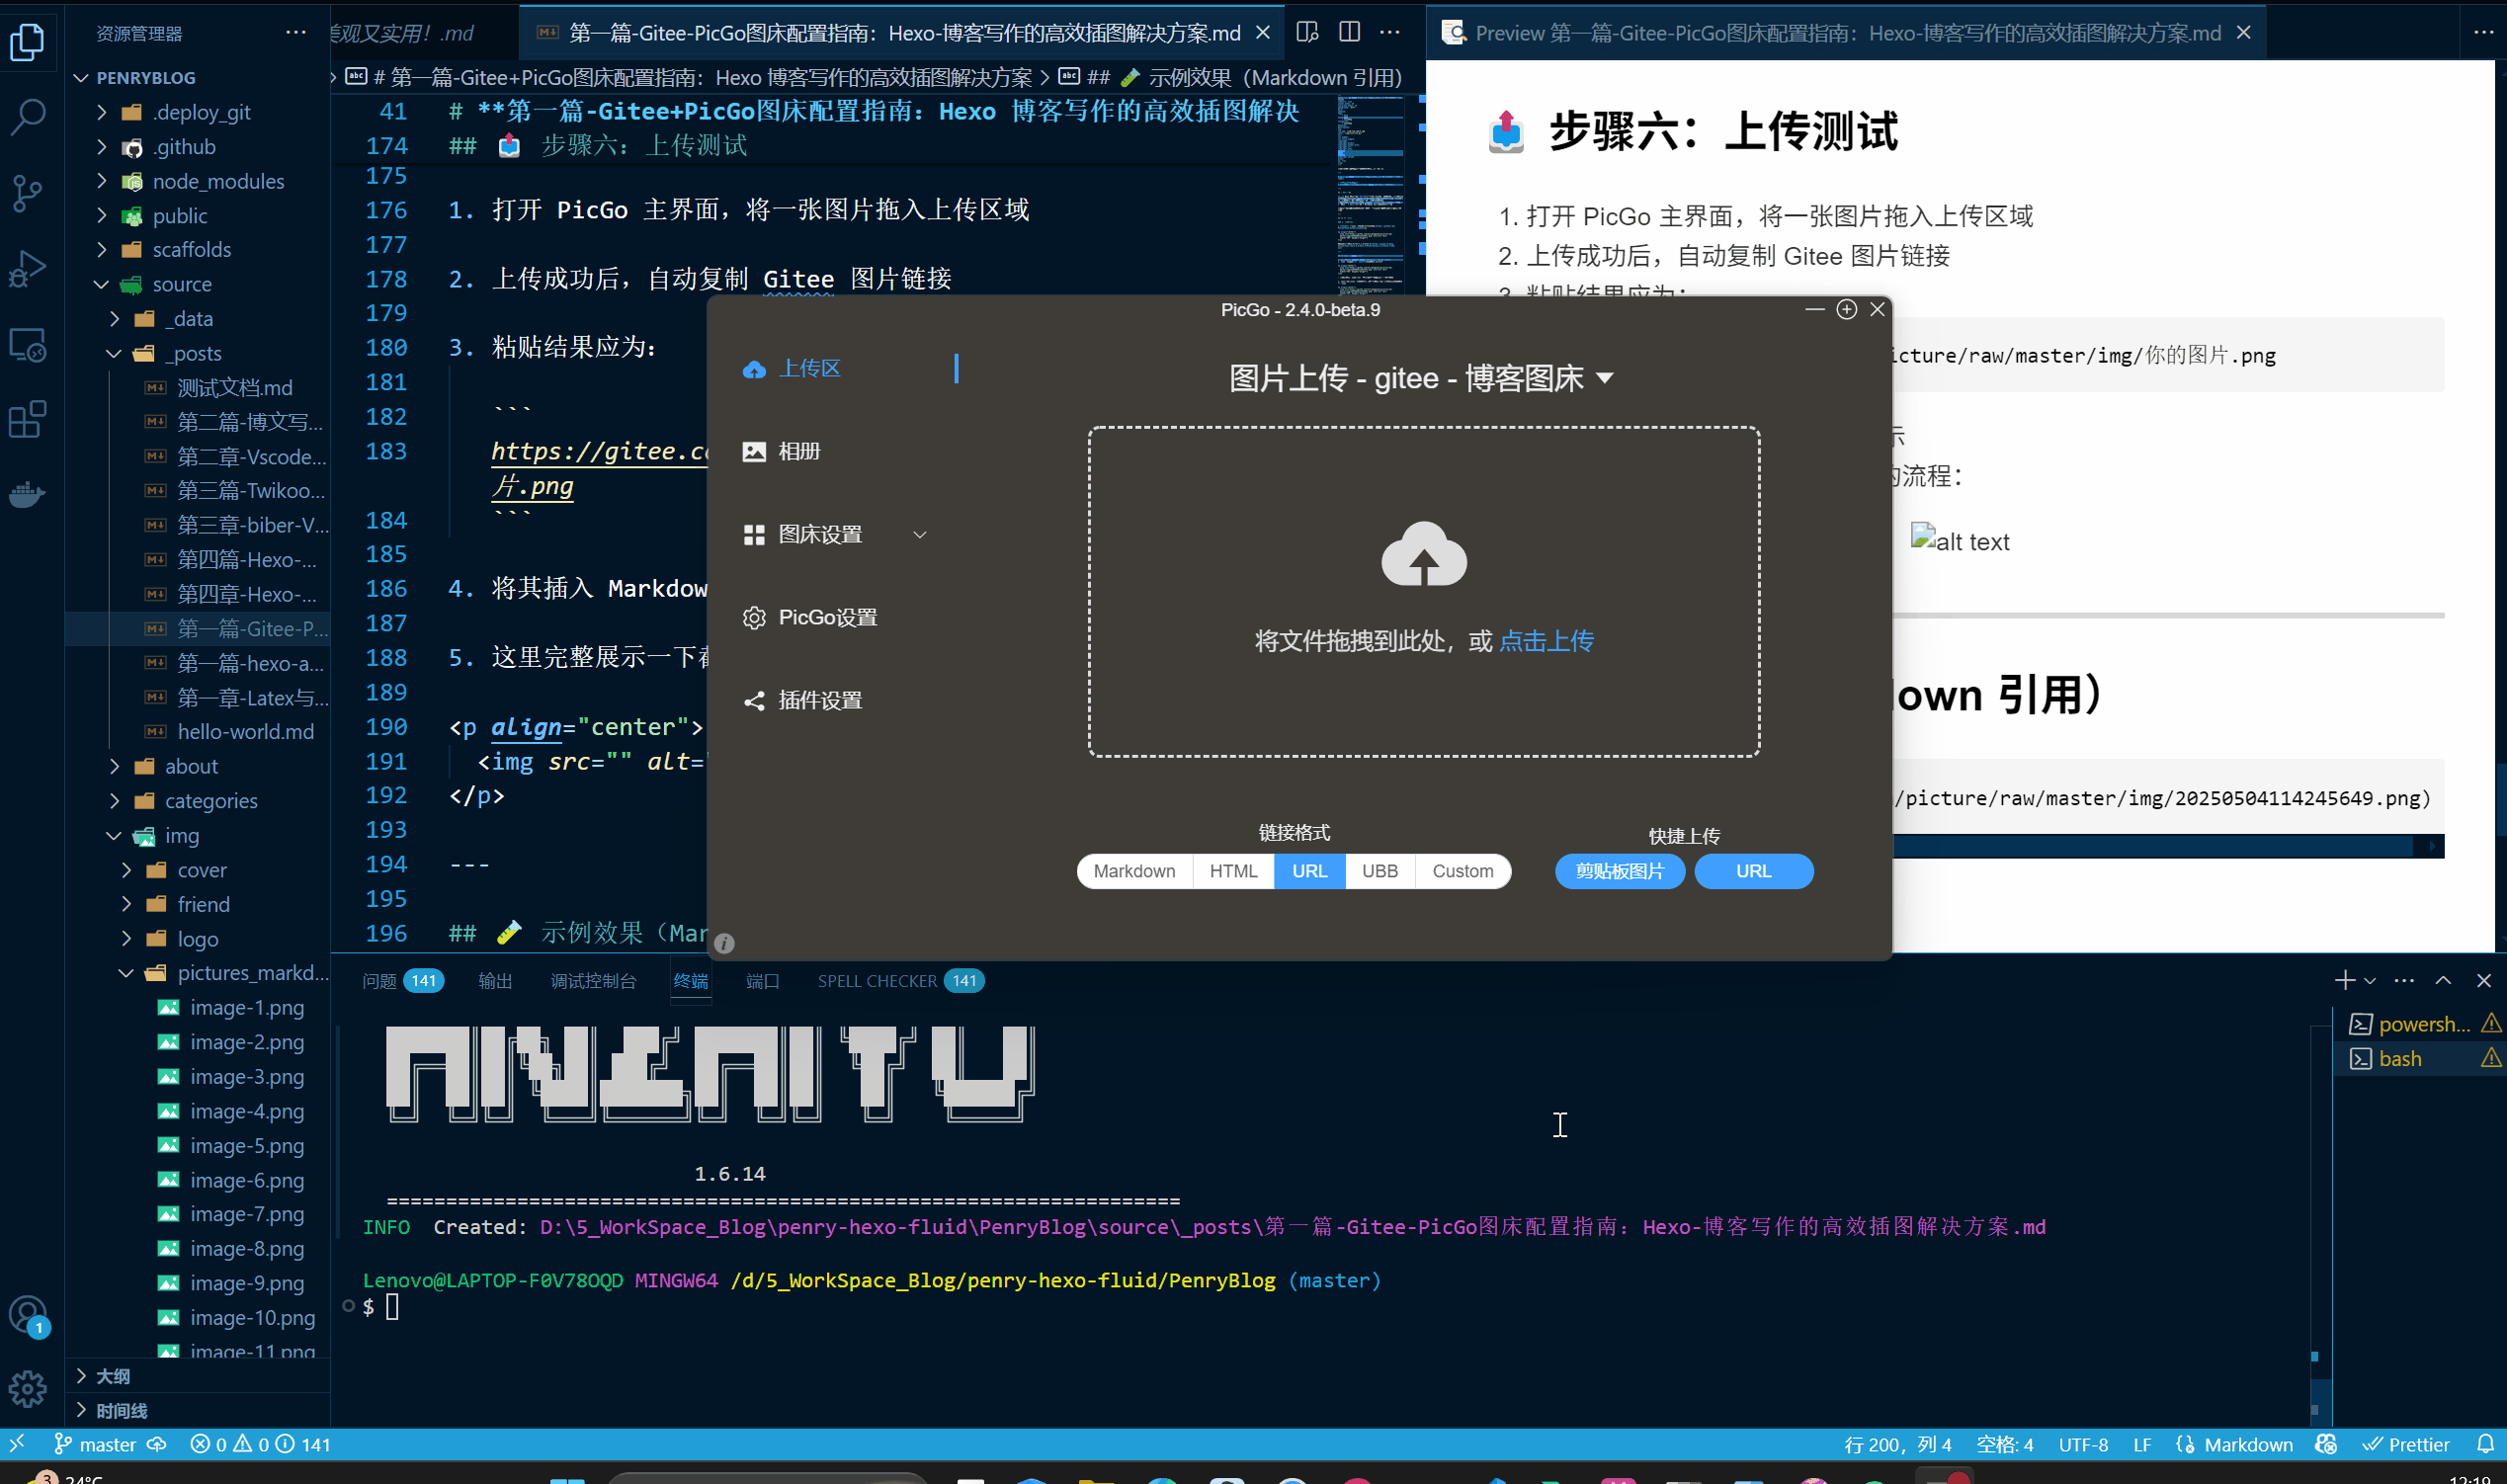 资源管理器
PENRYBLOG
.deploy_git
.github
node_modules
public
scaffolds
source
_data
_posts
测试文档.md
第二篇-博文写...
第二章-Vscode...
第三篇-Twikoo...
第三章-biber-V...
第四篇-Hexo-...
第四章-Hexo-...
第一篇-Gitee-P...
第一篇-hexo-a...
第一章-Latex与...
hello-world.md
about
categories
img
cover
friend
logo
pictures_markd...
image-1.png
image-2.png
image-3.png
image-4.png
image-5.png
image-6.png
image-7.png
image-8.png
image-9.png
image-10.png
image-11.png
大纲
时间线
美观又实用！.md
第一篇-Gitee-PicGo图床配置指南：Hexo-博客写作的高效插图解决方案.md
# 第一篇-Gitee+PicGo图床配置指南：Hexo 博客写作的高效插图解决方案 > ## 🧪 示例效果（Markdown 引用）
41 # **第一篇-Gitee+PicGo图床配置指南：Hexo 博客写作的高效插图解决
174 ## 📤 步骤六：上传测试
175
176 1. 打开 PicGo 主界面，将一张图片拖入上传区域
177
178 2. 上传成功后，自动复制 Gitee 图片链接
179
180 3. 粘贴结果应为：
181
182 ```
183 https://gitee.c
片.png
184 ```
185
186 4. 将其插入 Markdow
187
188 5. 这里完整展示一下
189
190 <p align="center">
191 <img src="" alt=
192 </p>
193
194 ---
195
196 ## 🧪 示例效果（Mar
Preview 第一篇-Gitee-PicGo图床配置指南：Hexo-博客写作的高效插图解决方案.md
📤 步骤六：上传测试
1. 打开 PicGo 主界面，将一张图片拖入上传区域
2. 上传成功后，自动复制 Gitee 图片链接
3. 粘贴结果应为：
icture/raw/master/img/你的图片.png
示
的流程：
alt text
down 引用）
/picture/raw/master/img/20250504114245649.png)
PicGo - 2.4.0-beta.9
上传区
相册
图床设置
PicGo设置
插件设置
图片上传 - gitee - 博客图床
将文件拖拽到此处，或 点击上传
链接格式
Markdown HTML URL UBB Custom
快捷上传
剪贴板图片 URL
问题 141 输出 调试控制台 终端 端口 SPELL CHECKER 141
1.6.14
===================================================================
INFO Created: D:\5_WorkSpace_Blog\penry-hexo-fluid\PenryBlog\source\_posts\第一篇-Gitee-PicGo图床配置指南：Hexo-博客写作的高效插图解决方案.md
Lenovo@LAPTOP-F0V78OQD MINGW64 /d/5_WorkSpace_Blog/penry-hexo-fluid/PenryBlog (master)
$
powersh...
bash
1
master 0 0 141
行 200，列 4 空格: 4 UTF-8 LF Markdown Prettier
3 24°C
12:19